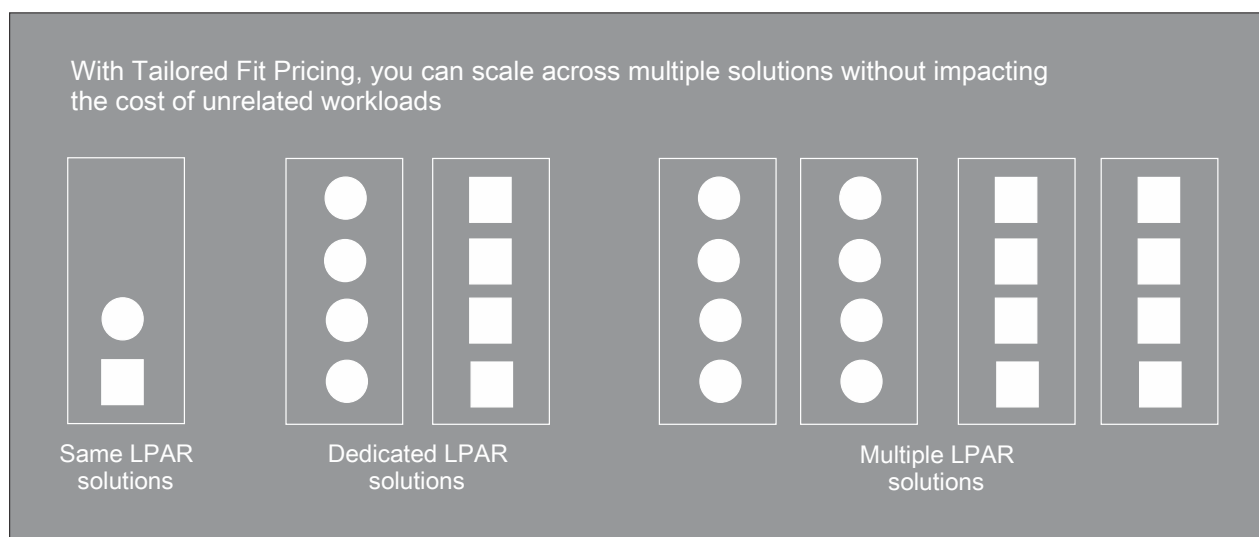 With Tailored Fit Pricing, you can scale across multiple solutions without impacting
the cost of unrelated workloads
Same LPAR
solutions
Dedicated LPAR
solutions
Multiple LPAR
solutions